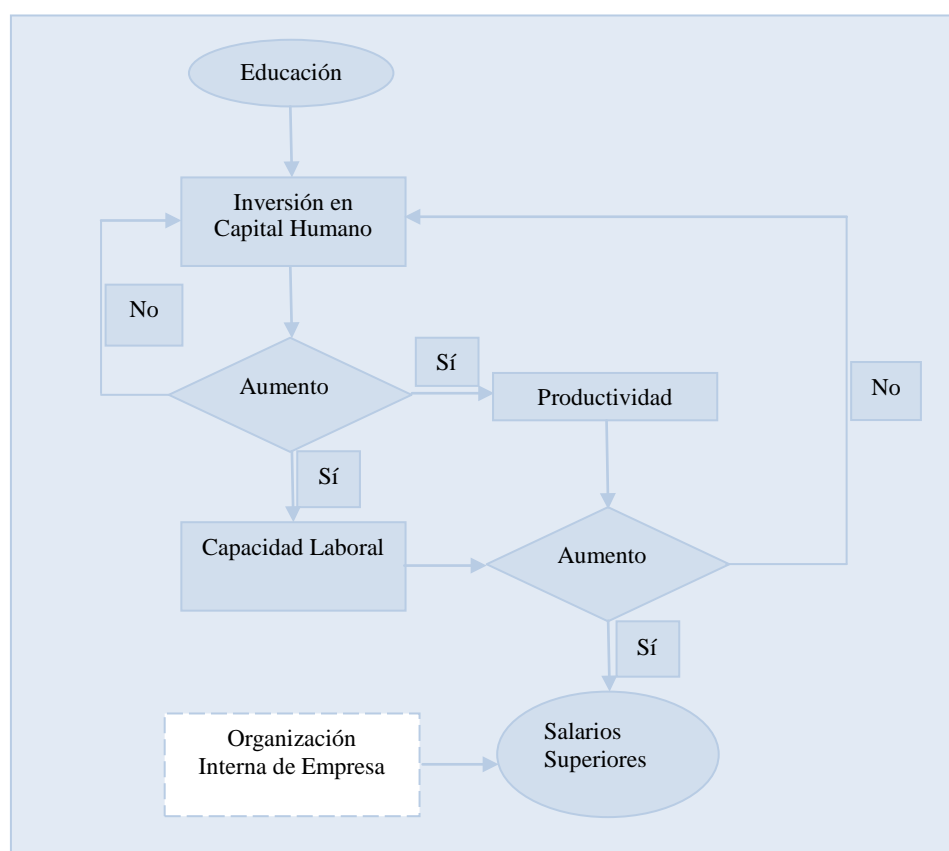 Educación
Inversión en
Capital Humano
No
Aumento
Sí
Productividad
No
Sí
Capacidad Laboral
Aumento
Sí
Organización
Interna de Empresa
Salarios
Superiores